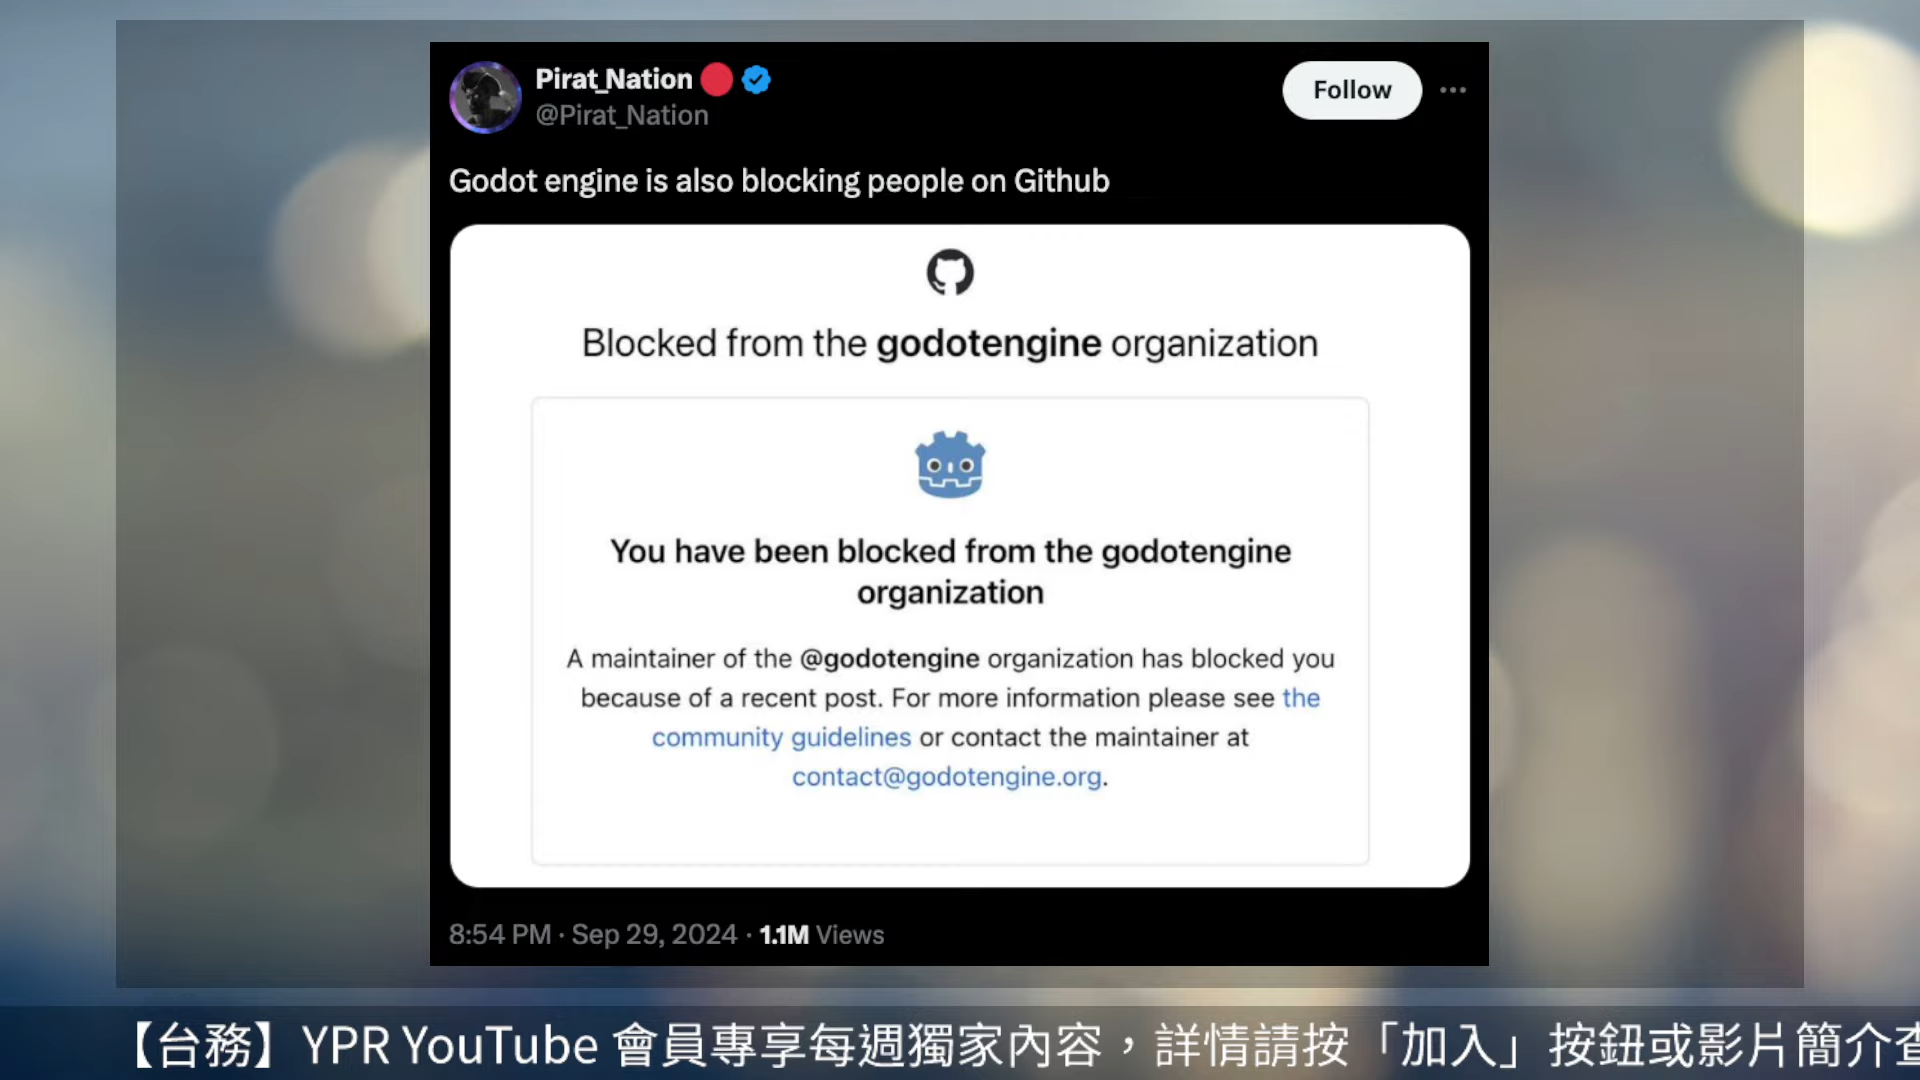 Pirat_Nation
@Pirat_Nation
Follow
Godot engine is also blocking people on Github
Blocked from the godotengine organization
You have been blocked from the godotengine
organization
A maintainer of the @godotengine organization has blocked you
because of a recent post. For more information please see the
community guidelines or contact the maintainer at
contact@godotengine.org.
8:54 PM · Sep 29, 2024 · 1.1M Views
【台務】YPR YouTube 會員專享每週獨家內容，詳情請按「加入」按鈕或影片簡介查